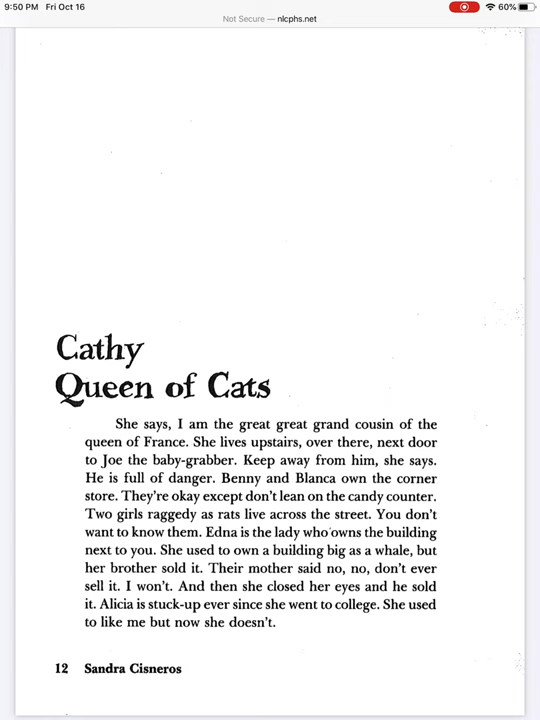 9:50 PM Fri Oct 16
60%
Not Secure — nlcphs.net
Cathy
Queen of Cats
She says, I am the great great grand cousin of the
queen of France. She lives upstairs, over there, next door
to Joe the baby-grabber. Keep away from him, she says.
He is full of danger. Benny and Blanca own the corner
store. They're okay except don't lean on the candy counter.
Two girls raggedy as rats live across the street. You don't
want to know them. Edna is the lady who owns the building
next to you. She used to own a building big as a whale, but
her brother sold it. Their mother said no, no, don't ever
sell it. I won't. And then she closed her eyes and he sold
it. Alicia is stuck-up ever since she went to college. She used
to like me but now she doesn't.
12 Sandra Cisneros